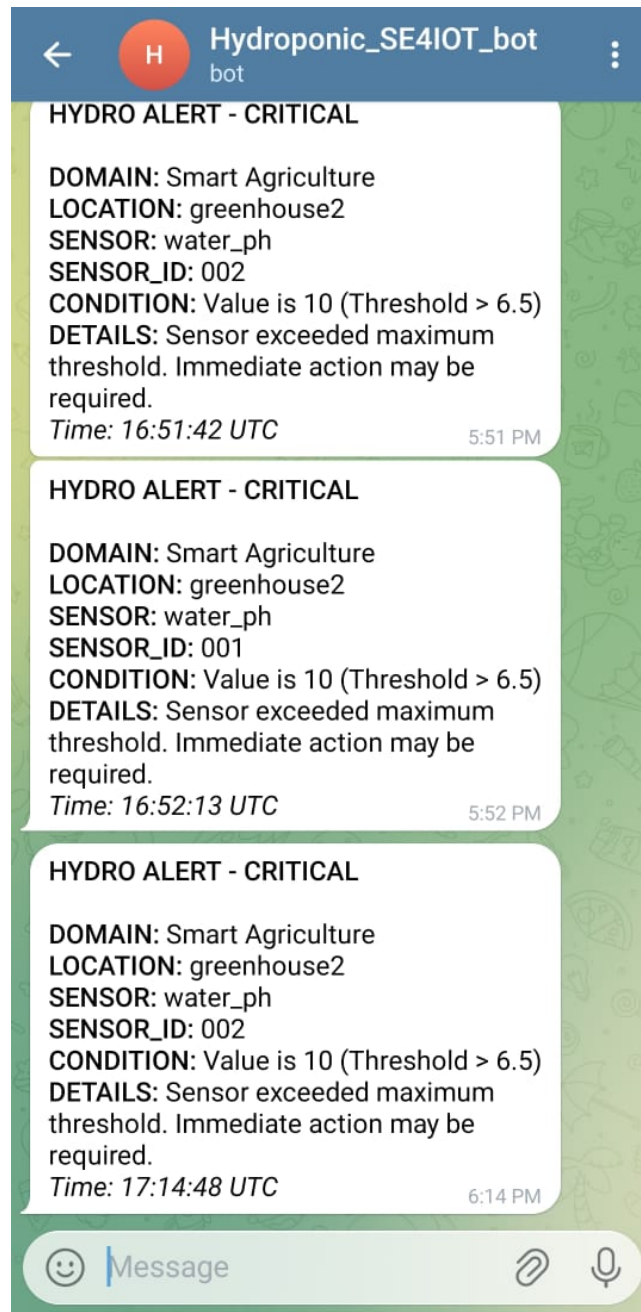 H
Hydroponic_SE4IOT_bot
bot
HYDRO ALERT - CRITICAL
DOMAIN: Smart Agriculture
LOCATION: greenhouse2
SENSOR: water_ph
SENSOR_ID: 002
CONDITION: Value is 10 (Threshold > 6.5)
DETAILS: Sensor exceeded maximum
threshold. Immediate action may be
required.
Time: 16:51:42 UTC
5:51 PM
HYDRO ALERT - CRITICAL
DOMAIN: Smart Agriculture
LOCATION: greenhouse2
SENSOR: water_ph
SENSOR_ID: 001
CONDITION: Value is 10 (Threshold > 6.5)
DETAILS: Sensor exceeded maximum
threshold. Immediate action may be
required.
Time: 16:52:13 UTC
5:52 PM
HYDRO ALERT - CRITICAL
DOMAIN: Smart Agriculture
LOCATION: greenhouse2
SENSOR: water_ph
SENSOR_ID: 002
CONDITION: Value is 10 (Threshold > 6.5)
DETAILS: Sensor exceeded maximum
threshold. Immediate action may be
required.
Time: 17:14:48 UTC
6:14 PM
Message